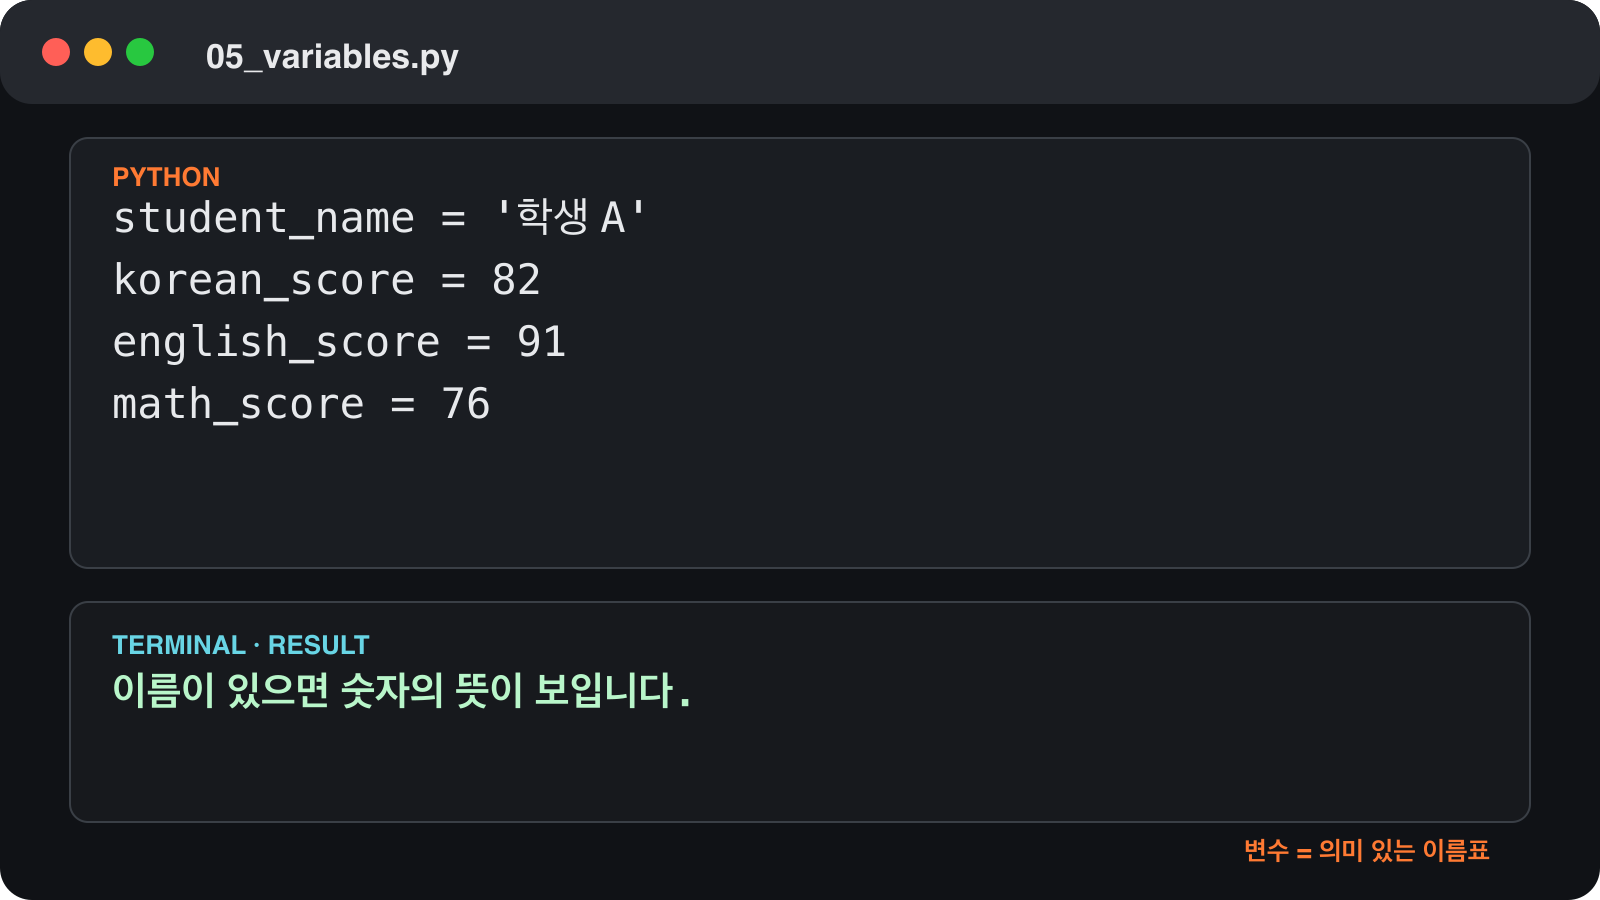 05_variables.py
PYTHON
student_name = '학생 A'
korean_score = 82
english_score = 91
math_score = 76
TERMINAL · RESULT
이름이 있으면 숫자의 뜻이 보입니다.
변수 = 의미 있는 이름표